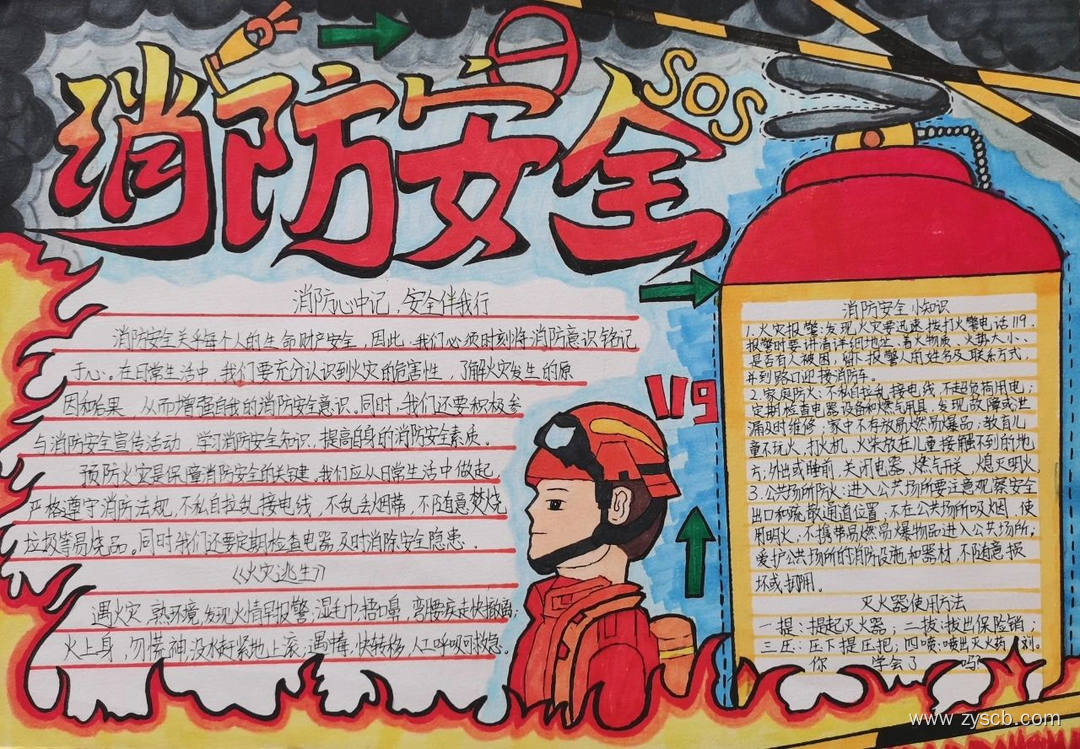 消防安全
SOS
消防心中记，安全伴我行
消防安全关乎每个人的生命财产安全，因此，我们必须时刻将消防意识铭记
于心。在日常生活中，我们要充分认识到火灾的危害性，了解火灾发生的原
因和后果，从而增强自我的消防安全意识。同时，我们还要积极参
与消防安全宣传活动，学习消防安全知识，提高自身的消防安全素质。
预防火灾是保障消防安全的关键。我们应从日常生活中做起，
严格遵守消防法规，不私自拉乱接电线，不乱丢烟蒂，不随意焚烧
垃圾等易烧品。同时我们还要定期检查电器，及时消除安全隐患。
《火灾逃生》
遇火灾，熟环境，发现火情早报警，湿毛巾捂口鼻，弯腰疾走快撤离，
火上身，勿慌神，没水赶紧地上滚；遇情，快转移，人工呼吸可救急。
119
消防安全小知识
1.火灾报警：发现火灾要迅速拨打火警电话119，
报警时要讲清详细地址、着火物质、火势大小、
是否有人被困，留下报警人的姓名及联系方式，
并到路口迎接消防车。
2.家庭防火：不私自拉乱接电线，不超负荷用电；
定期检查电器设备和燃气用具，发现故障或泄
漏及时维修；家中不存放易燃易爆品；教育儿
童不玩火，打火机、火柴放在儿童接触不到的地
方；外出或睡前，关闭电器、燃气开关，熄灭明火。
3.公共场所防火：进入公共场所要注意观察安全
出口和疏散通道位置，不在公共场所吸烟、使
用明火，不携带易燃易爆物品进入公共场所，
爱护公共场所的消防设施和器材，不随意损
坏或挪用。
灭火器使用方法
一提：提起灭火器；二拔：拔出保险销；
三压：压下提压把；四喷：喷出灭火药剂。
你 学会了 吗？
www.zyscb.com